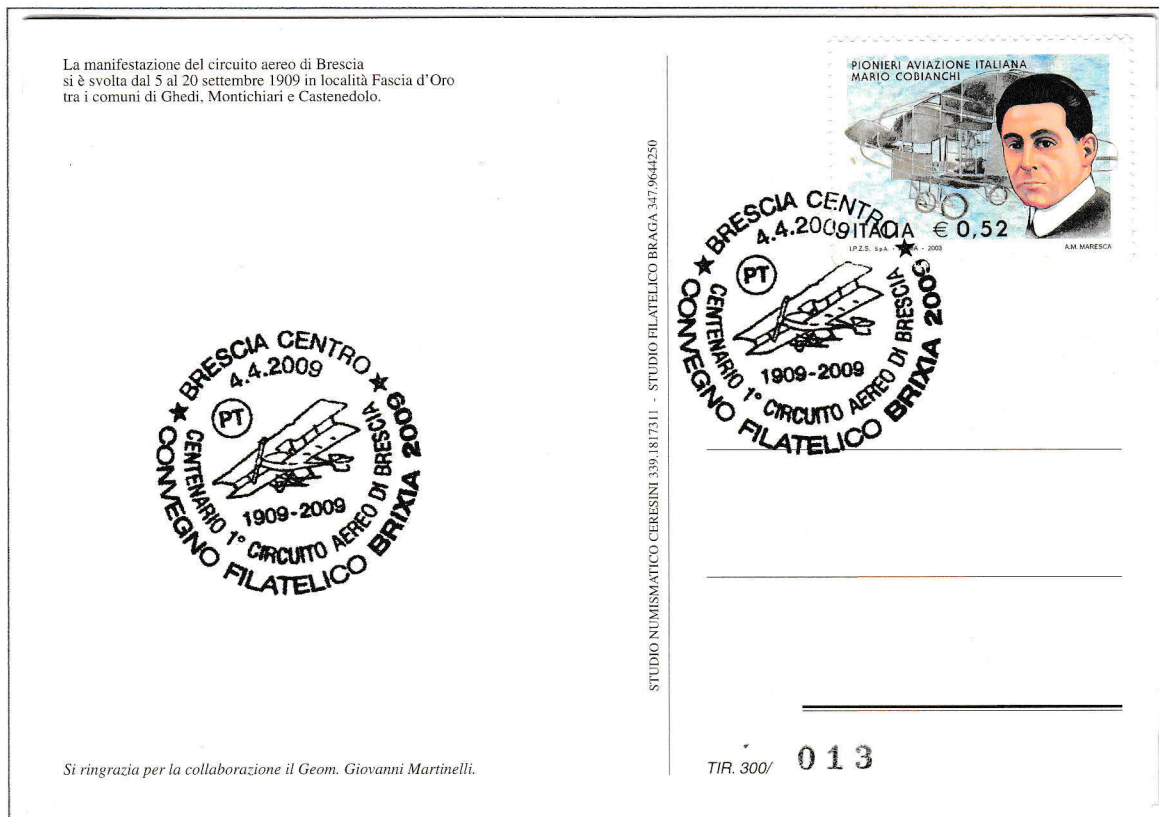 La manifestazione del circuito aereo di Brescia
si è svolta dal 5 al 20 settembre 1909 in località Fascia d'Oro
tra i comuni di Ghedi, Montichiari e Castenedolo.
★ BRESCIA CENTRO ★
4.4.2009
PT
1909-2009
CENTENARIO 1° CIRCUITO AEREO DI BRESCIA
CONVEGNO FILATELICO BRIXIA 2009
Si ringrazia per la collaborazione il Geom. Giovanni Martinelli.
STUDIO NUMISMATICO CERESINI 339.1817311 - STUDIO FILATELICO BRAGA 347.9644250
PIONIERI AVIAZIONE ITALIANA
MARIO COBIANCHI
ITALIA € 0,52
I.P.Z.S. S.p.A. - ROMA - 2003 A.M. MARESCA
★ BRESCIA CENTRO ★
4.4.2009
PT
1909-2009
CENTENARIO 1° CIRCUITO AEREO DI BRESCIA
CONVEGNO FILATELICO BRIXIA 2009
TIR. 300/ 013